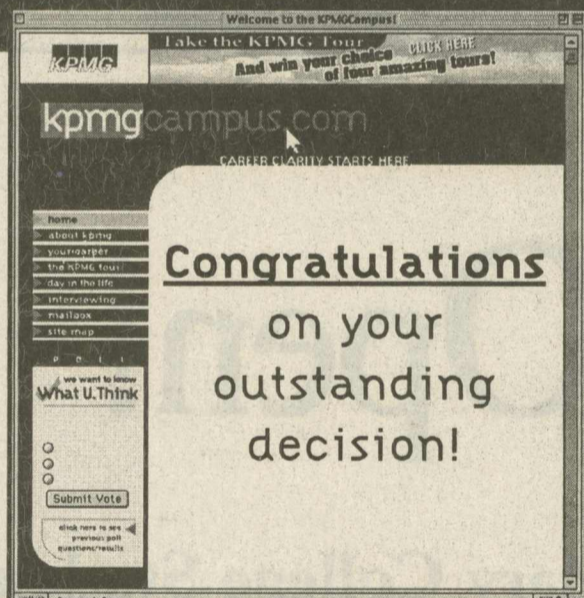 Welcome to the KPMGCampus!
KPMG
Take the KPMG Tour
CLICK HERE
And win your choice
of four amazing tours!
kpmgcampus.com
CAREER CLARITY STARTS HERE.
home
about kpmg
your career
the KPMG tour!
day in the life
interviewing
mailbox
site map
poll
we want to know
What U.Think
Submit Vote
click here to see
previous poll
questions/results
Congratulations
on your
outstanding
decision!